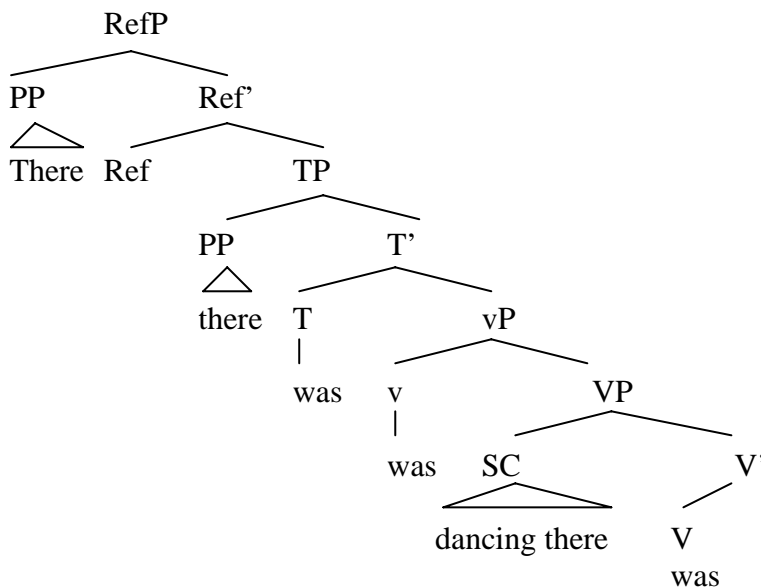 RefP
PP Ref’
There Ref TP
PP T’
there T vP
was v VP
was SC V’
dancing there V
was